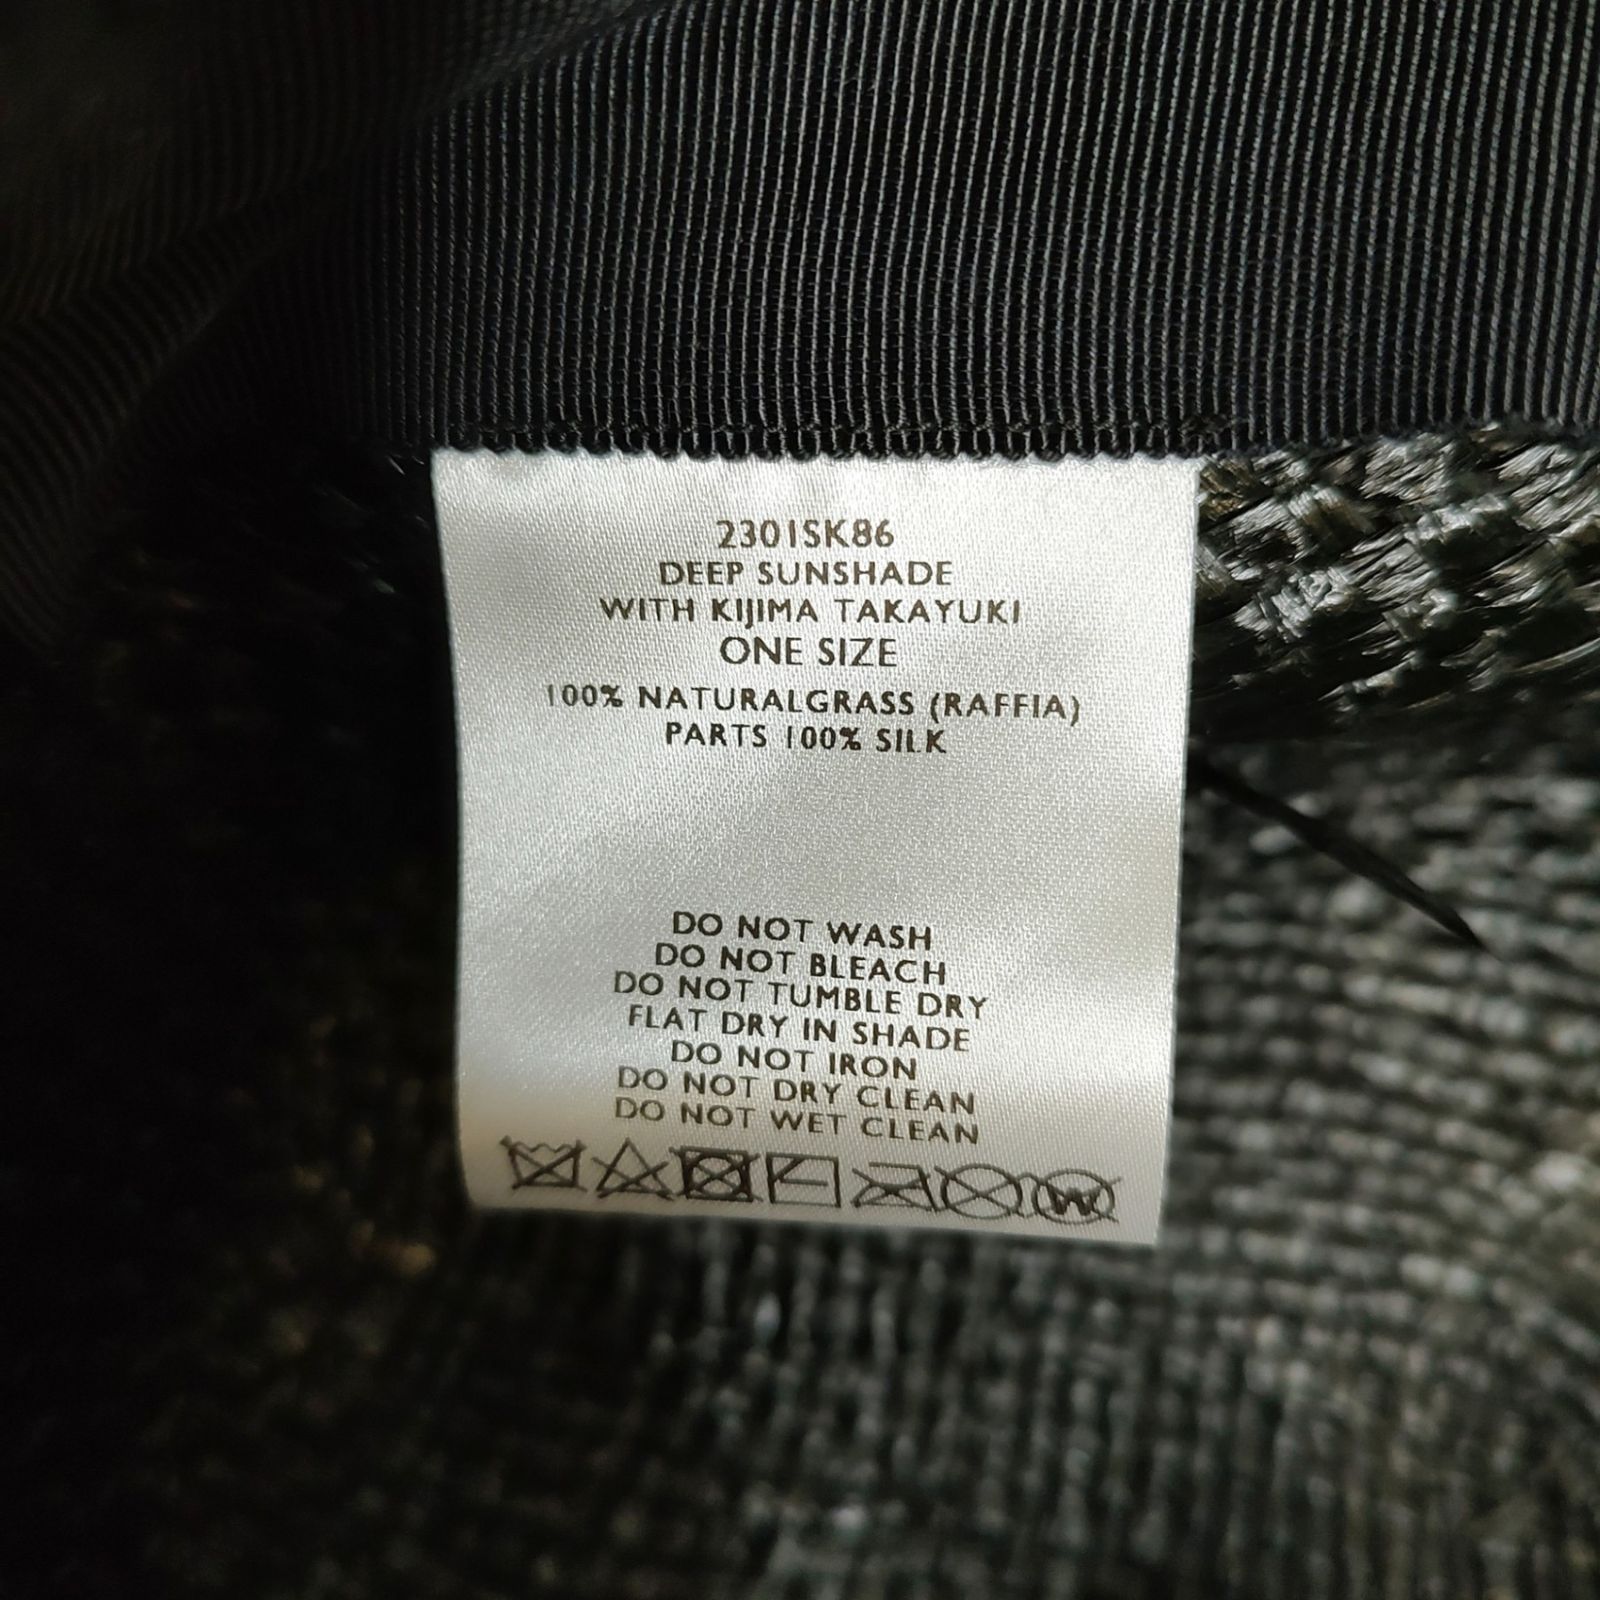 2301SK86
DEEP SUNSHADE
WITH KIJIMA TAKAYUKI
ONE SIZE
100% NATURALGRASS (RAFFIA)
PARTS 100% SILK
DO NOT WASH
DO NOT BLEACH
DO NOT TUMBLE DRY
FLAT DRY IN SHADE
DO NOT IRON
DO NOT DRY CLEAN
DO NOT WET CLEAN
W